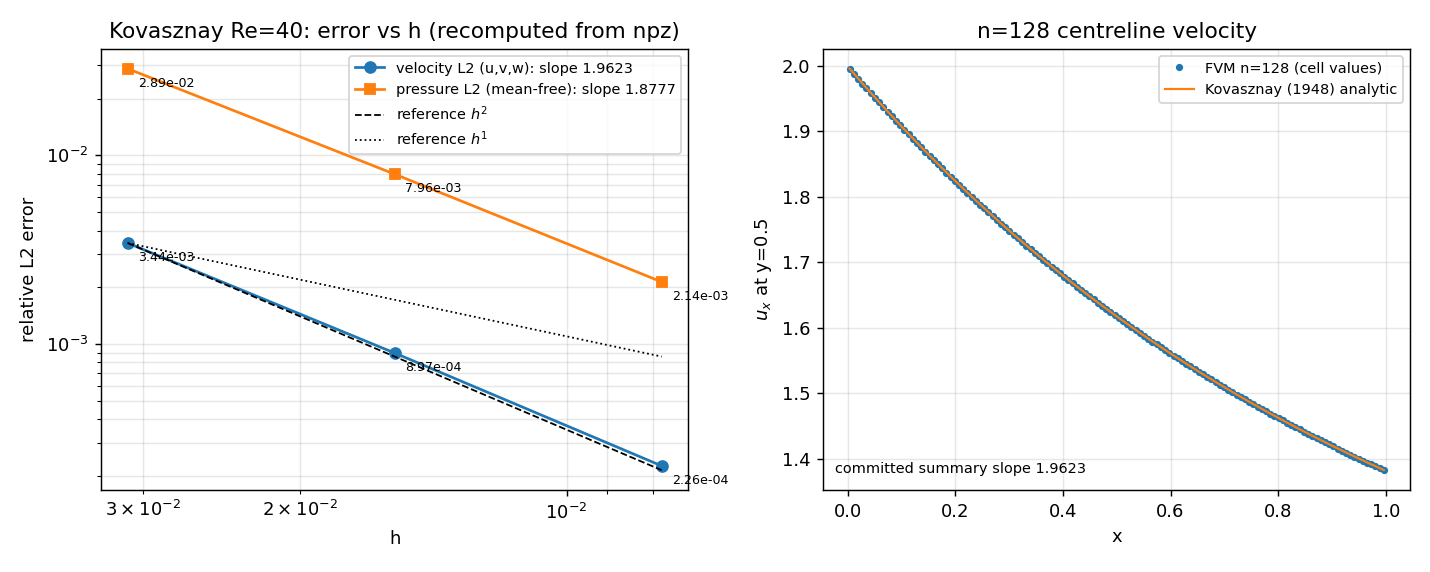 Kovasznay Re=40: error vs h (recomputed from npz)
velocity L2 (u,v,w): slope 1.9623
pressure L2 (mean-free): slope 1.8777
reference h²
reference h¹
2.89e-02
7.96e-03
2.14e-03
3.44e-03
8.97e-04
2.26e-04
relative L2 error
10⁻²
10⁻³
3 × 10⁻²
2 × 10⁻²
10⁻²
h
n=128 centreline velocity
FVM n=128 (cell values)
Kovasznay (1948) analytic
committed summary slope 1.9623
uₓ at y=0.5
2.0
1.9
1.8
1.7
1.6
1.5
1.4
0.0
0.2
0.4
0.6
0.8
1.0
x